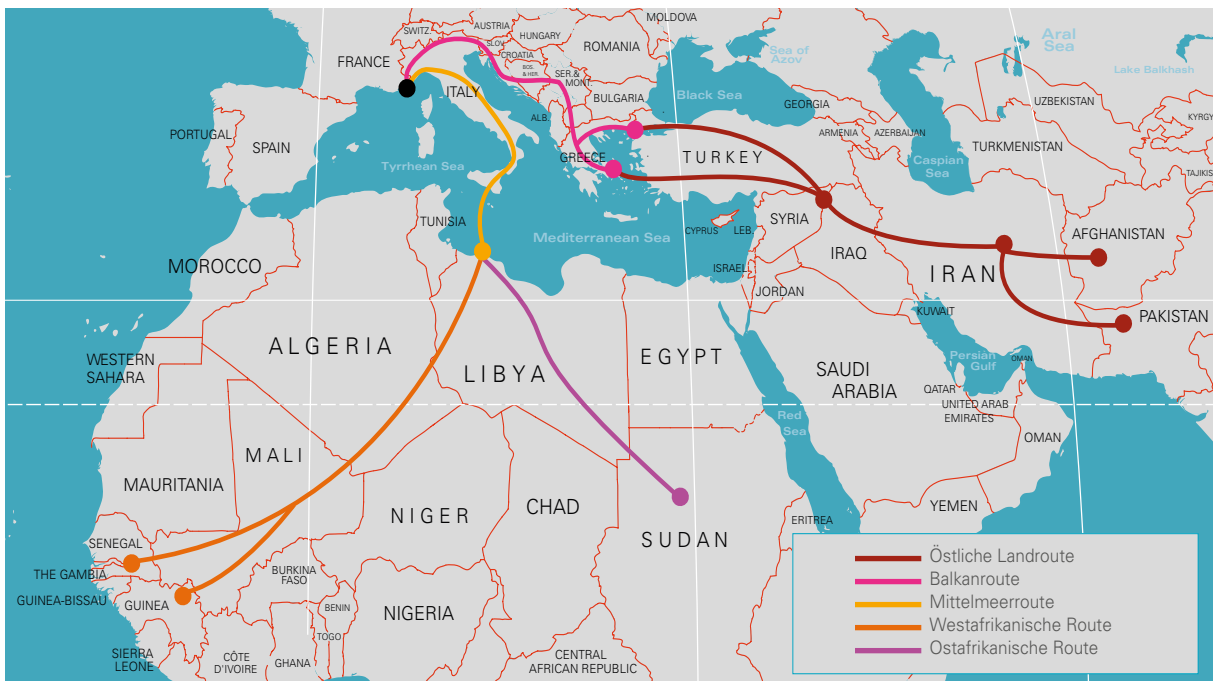 MOLDOVA
AUSTRIA
SWITZ.
HUNGARY
SLOV.
CROATIA
ROMANIA
Sea of
Azov
Aral
Sea
Lake Balkhash
FRANCE
BOS.
& HER.
SER.&
MONT.
ITALY
BULGARIA
Black Sea
GEORGIA
UZBEKISTAN
KYRGY
PORTUGAL
SPAIN
ALB.
ARMENIA
AZERBAIJAN
TURKMENISTAN
GREECE
TURKEY
Caspian
Sea
Tyrrhean Sea
TAJIKIS
TUNISIA
SYRIA
CYPRUS
LEB.
Mediterranean Sea
AFGHANISTAN
MOROCCO
IRAQ
ISRAEL
IRAN
JORDAN
KUWAIT
PAKISTAN
ALGERIA
LIBYA
EGYPT
WESTERN
SAHARA
Persian
Gulf
OMAN
SAUDI
ARABIA
QATAR
UNITED ARAB
EMIRATES
Red
Sea
OMAN
MALI
MAURITANIA
NIGER
CHAD
SUDAN
YEMEN
ERITREA
SENEGAL
THE GAMBIA
GUINEA-BISSAU
GUINEA
BURKINA
FASO
BENIN
NIGERIA
TOGO
SIERRA
LEONE
CÔTE
D'IVOIRE
GHANA
CENTRAL
AFRICAN REPUBLIC
Östliche Landroute
Balkanroute
Mittelmeerroute
Westafrikanische Route
Ostafrikanische Route